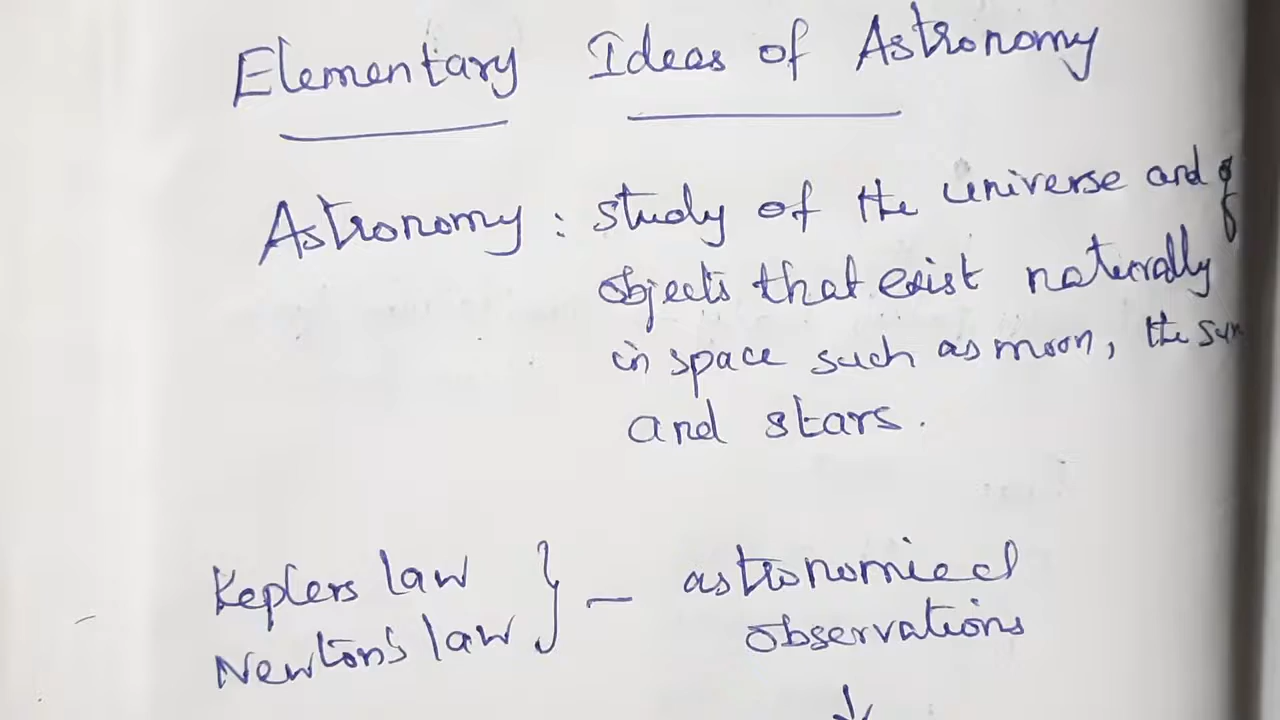 Elementary Ideas of Astronomy
Astronomy : study of the universe and of
objects that exist naturally
in space such as moon, the sun
and stars.
Keplers law } — astronomical
Newton's law observations
↓